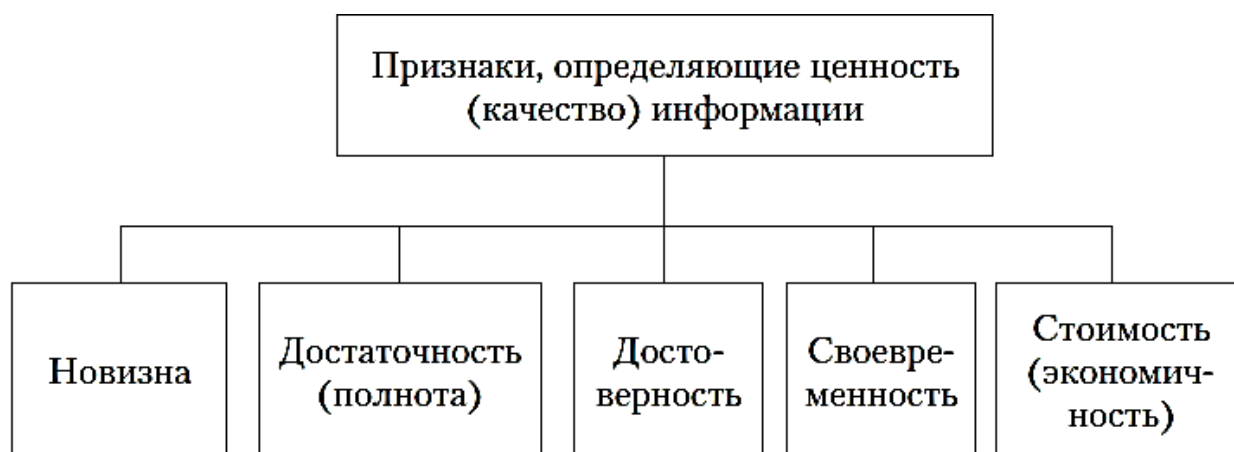 Признаки, определяющие ценность
(качество) информации
Новизна
Достаточность
(полнота)
Досто-
верность
Своевре-
менность
Стоимость
(экономич-
ность)